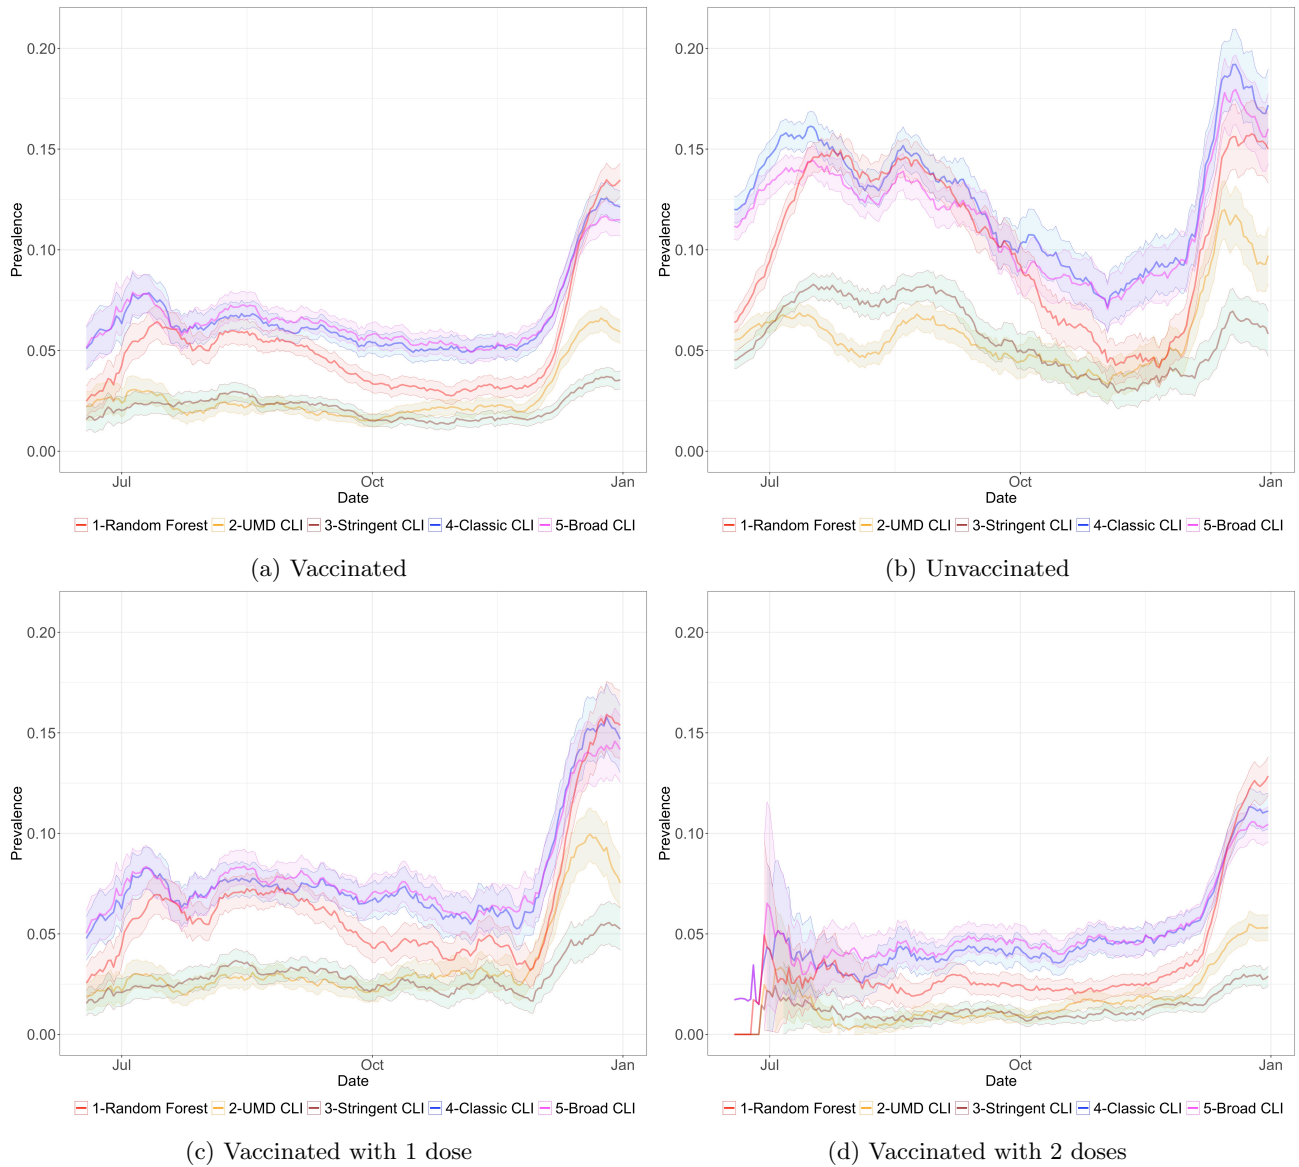 0.20
0.15
0.10
0.05
0.00
Prevalence
Jul Oct Jan
Date
1-Random Forest 2-UMD CLI 3-Stringent CLI 4-Classic CLI 5-Broad CLI
(a) Vaccinated
0.20
0.15
0.10
0.05
0.00
Prevalence
Jul Oct Jan
Date
1-Random Forest 2-UMD CLI 3-Stringent CLI 4-Classic CLI 5-Broad CLI
(b) Unvaccinated
0.20
0.15
0.10
0.05
0.00
Prevalence
Jul Oct Jan
Date
1-Random Forest 2-UMD CLI 3-Stringent CLI 4-Classic CLI 5-Broad CLI
(c) Vaccinated with 1 dose
0.20
0.15
0.10
0.05
0.00
Prevalence
Jul Oct Jan
Date
1-Random Forest 2-UMD CLI 3-Stringent CLI 4-Classic CLI 5-Broad CLI
(d) Vaccinated with 2 doses